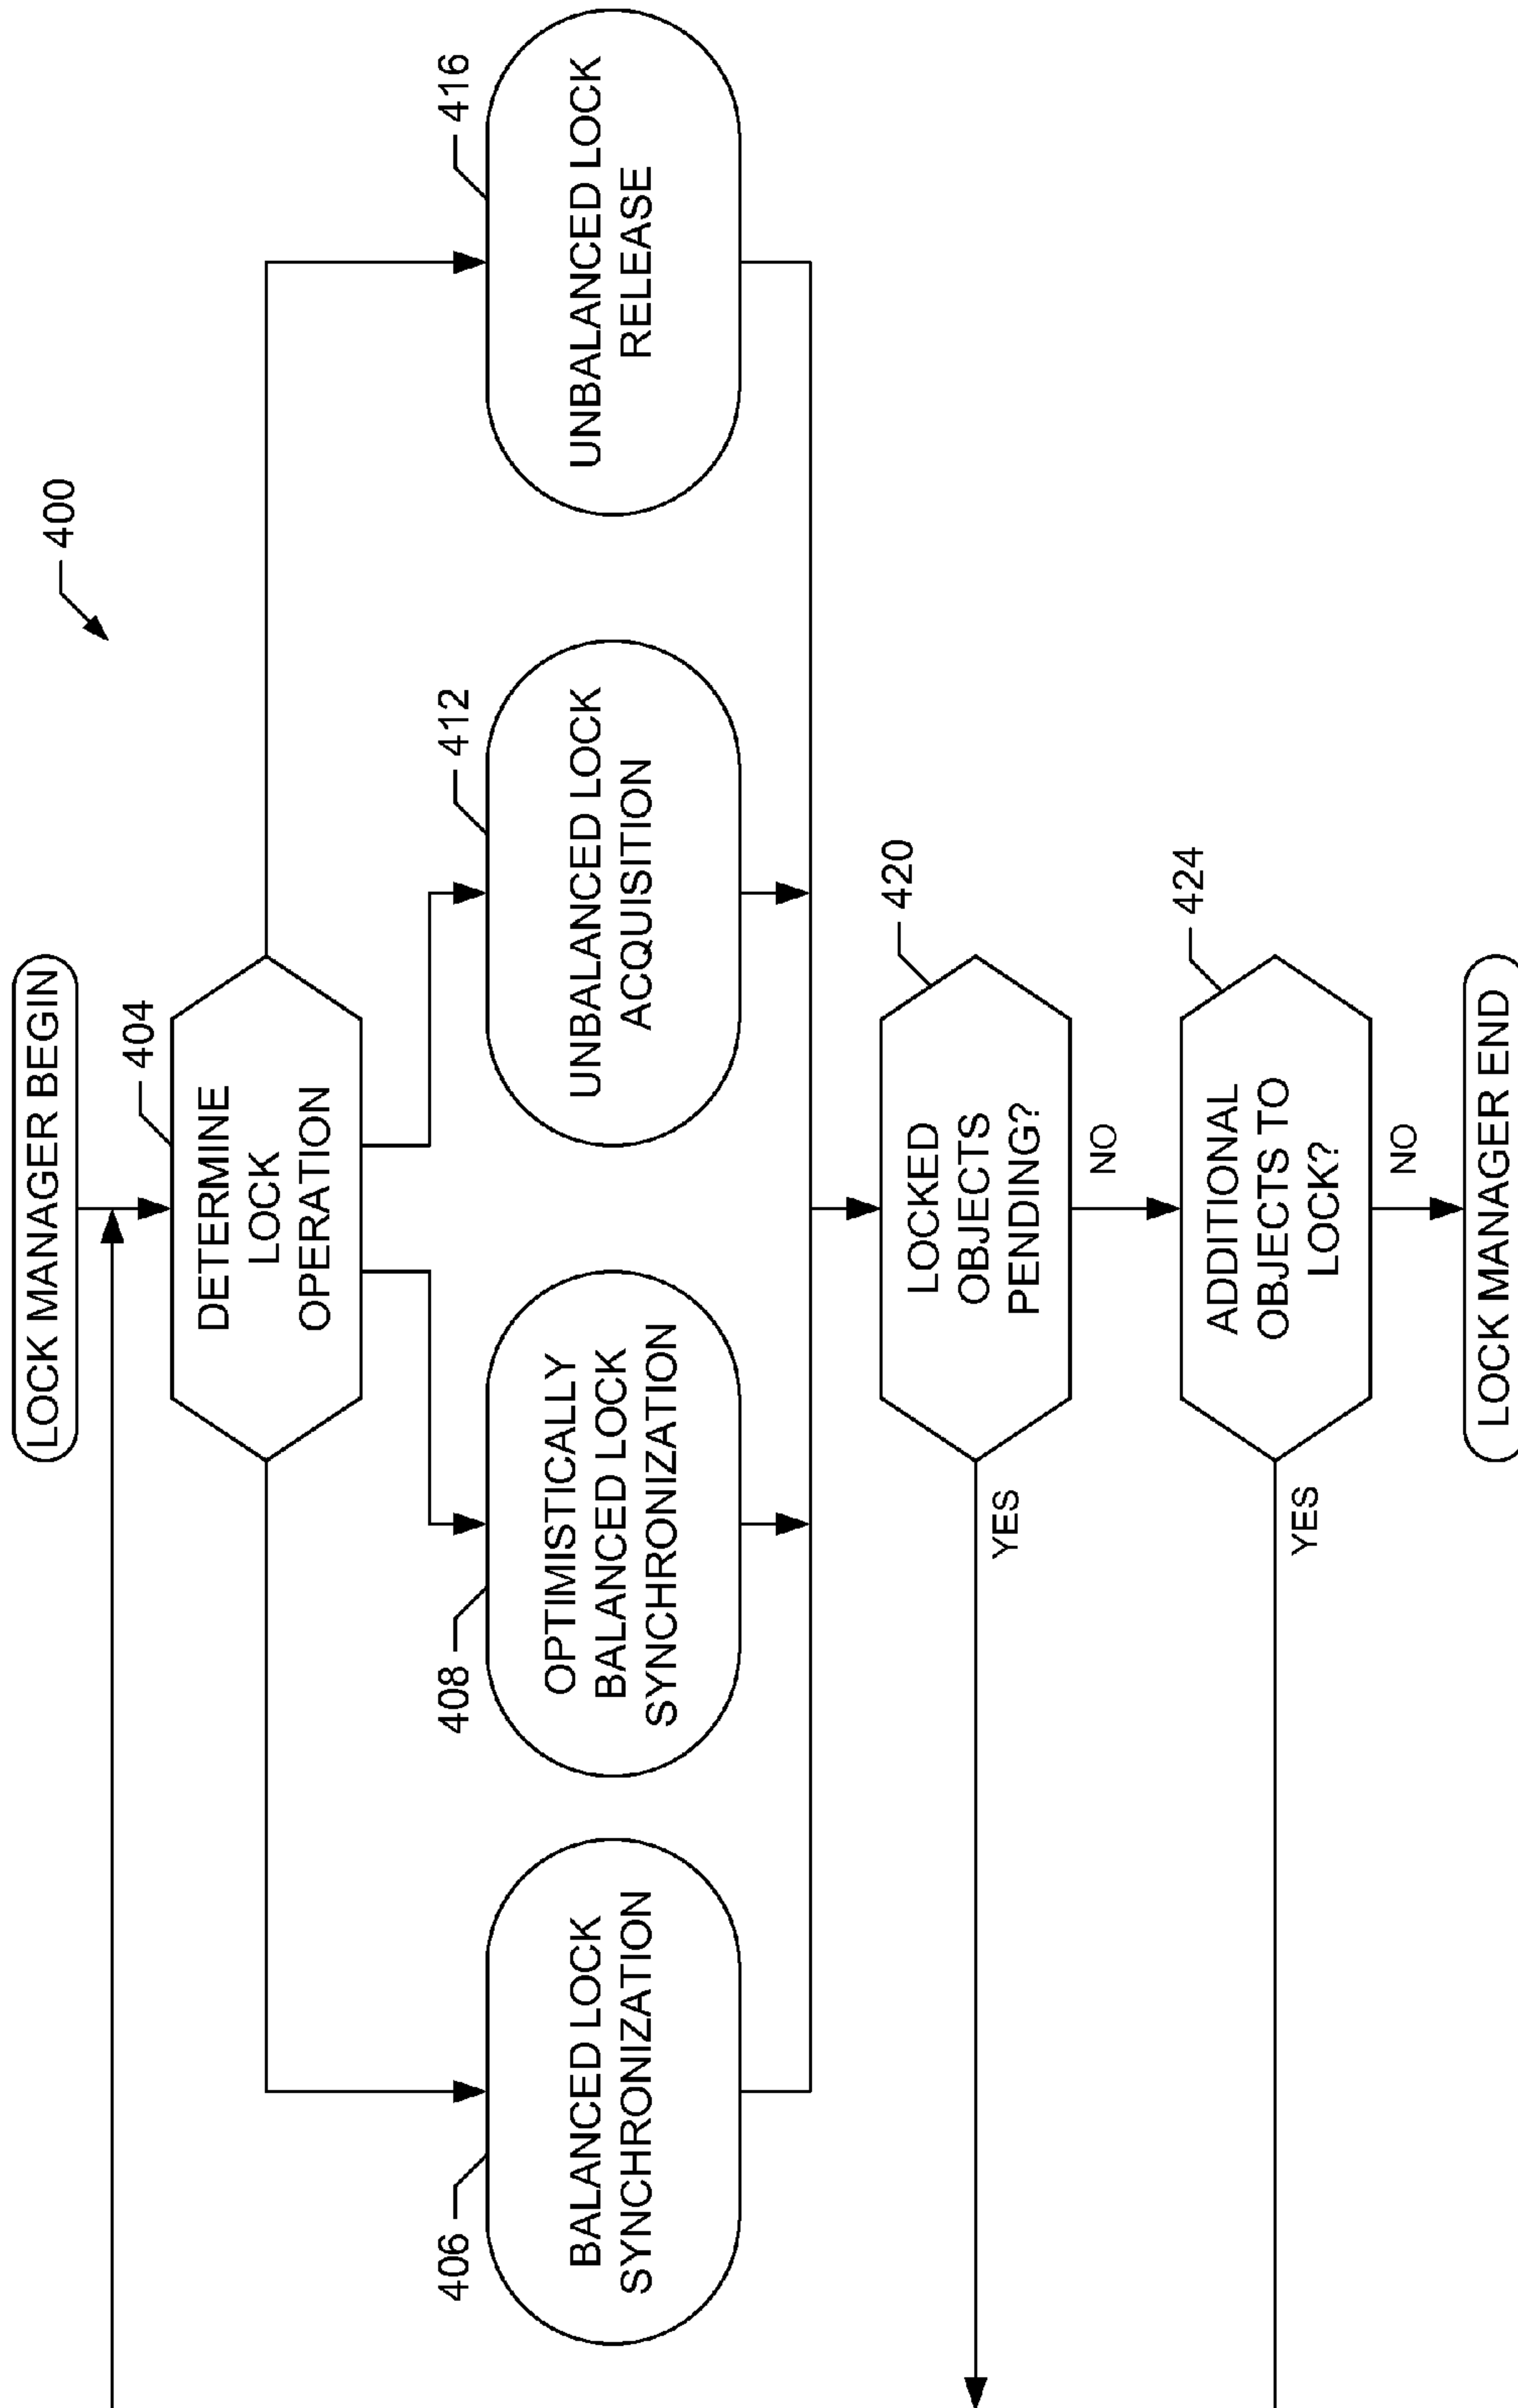 400
LOCK MANAGER BEGIN
404
DETERMINE
LOCK
OPERATION
406
BALANCED LOCK
SYNCHRONIZATION
408
OPTIMISTICALLY
BALANCED LOCK
SYNCHRONIZATION
412
UNBALANCED LOCK
ACQUISITION
416
UNBALANCED LOCK
RELEASE
420
LOCKED
OBJECTS
PENDING?
YES
NO
424
ADDITIONAL
OBJECTS TO
LOCK?
YES
NO
LOCK MANAGER END